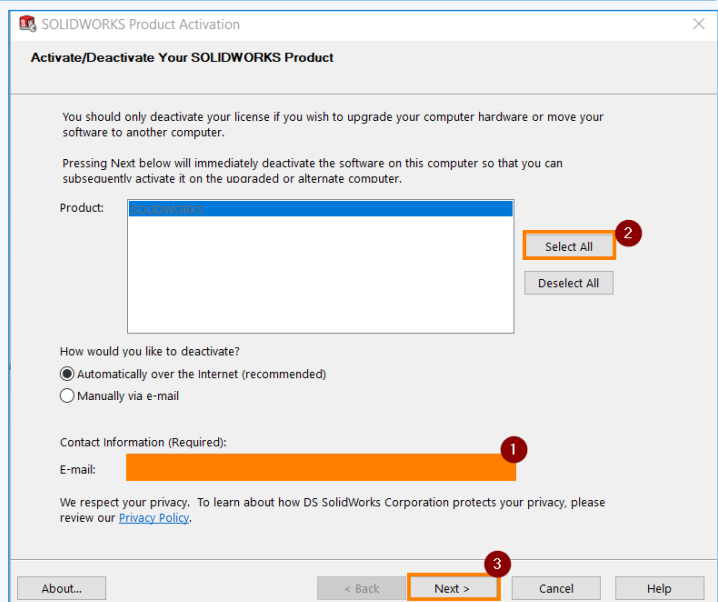 SOLIDWORKS Product Activation
Activate/Deactivate Your SOLIDWORKS Product
You should only deactivate your license if you wish to upgrade your computer hardware or move your
software to another computer.
Pressing Next below will immediately deactivate the software on this computer so that you can
subsequently activate it on the upgraded or alternate computer.
Product:
SOLIDWORKS
2
Select All
Deselect All
How would you like to deactivate?
Automatically over the Internet (recommended)
Manually via e-mail
Contact Information (Required):
1
E-mail:
We respect your privacy. To learn about how DS SolidWorks Corporation protects your privacy, please
review our Privacy Policy.
3
About... < Back Next > Cancel Help